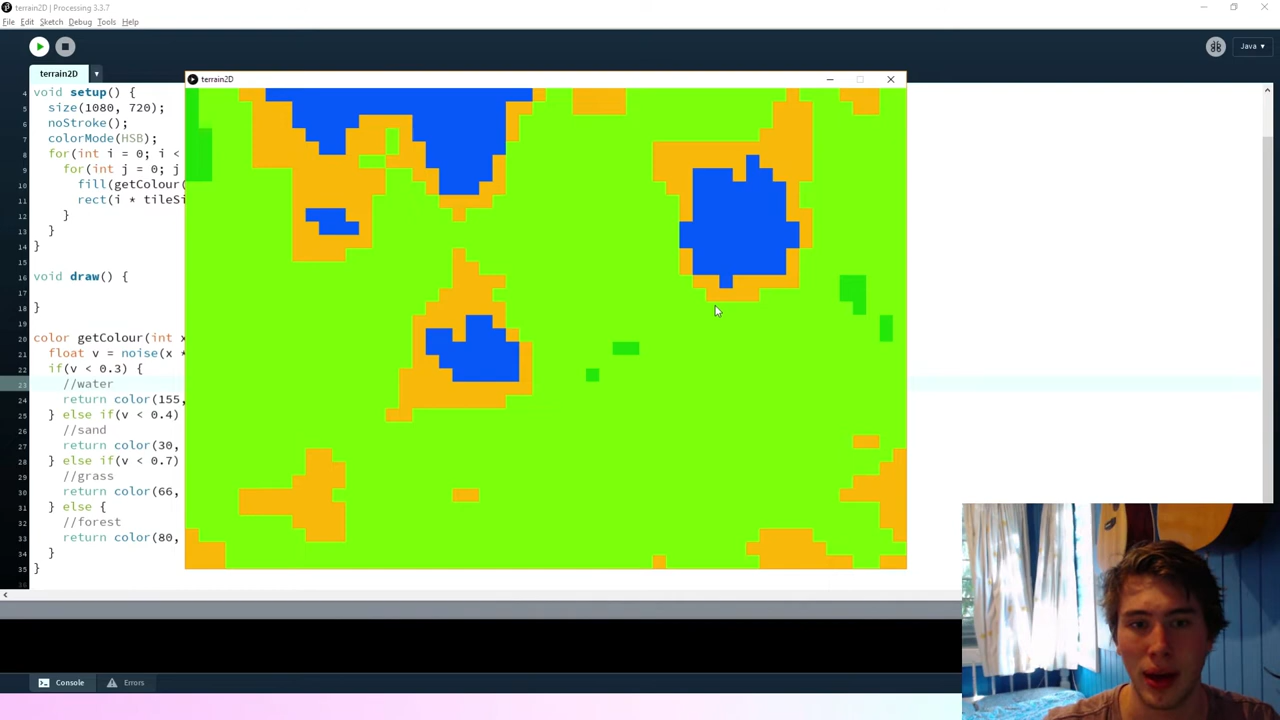 terrain2D | Processing 3.3.7
File Edit Sketch Debug Tools Help
Java
terrain2D
terrain2D
4 void setup() {
5 size(1080, 720);
6 noStroke();
7 colorMode(HSB);
8 for(int i = 0; i <
9 for(int j = 0; j
10 fill(getColour(
11 rect(i * tileSi
12 }
13 }
14 }
15
16 void draw() {
17
18 }
19
20 color getColour(int x
21 float v = noise(x *
22 if(v < 0.3) {
23 //water
24 return color(155,
25 } else if(v < 0.4)
26 //sand
27 return color(30,
28 } else if(v < 0.7)
29 //grass
30 return color(66,
31 } else {
32 //forest
33 return color(80,
34 }
35 }
36
Console Errors